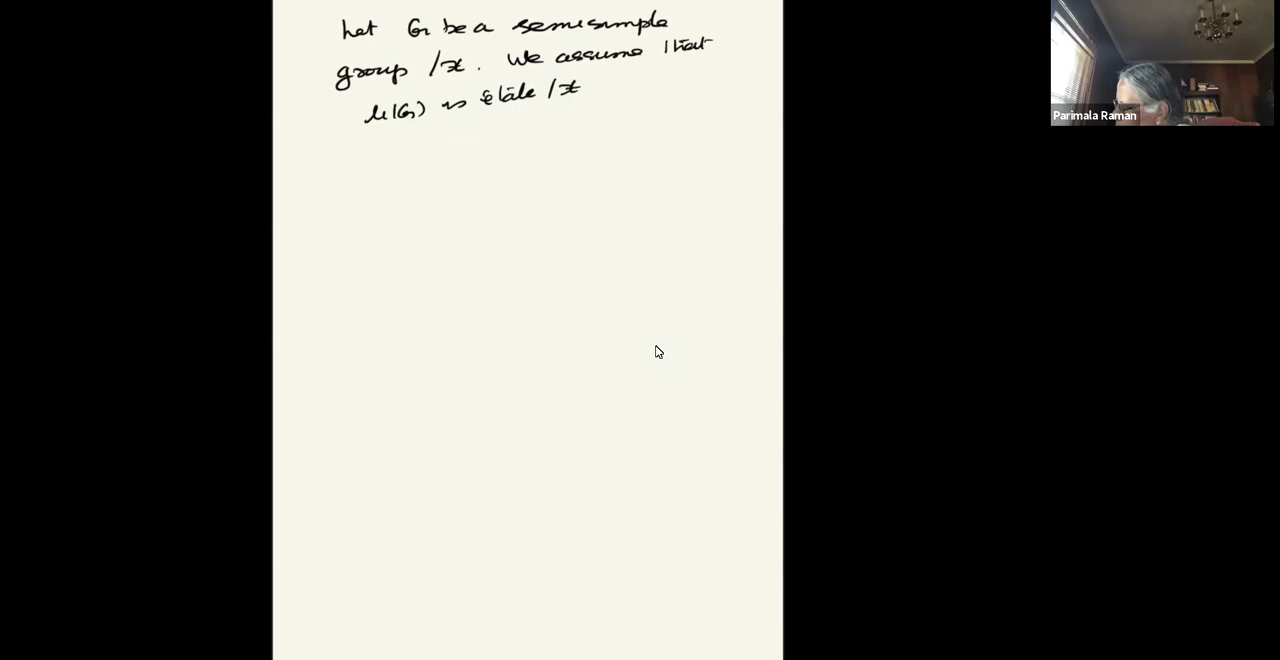 Let G be a semisimple
group / 𝔛. We assume that
μ(G) is étale / 𝔛
Parimala Raman